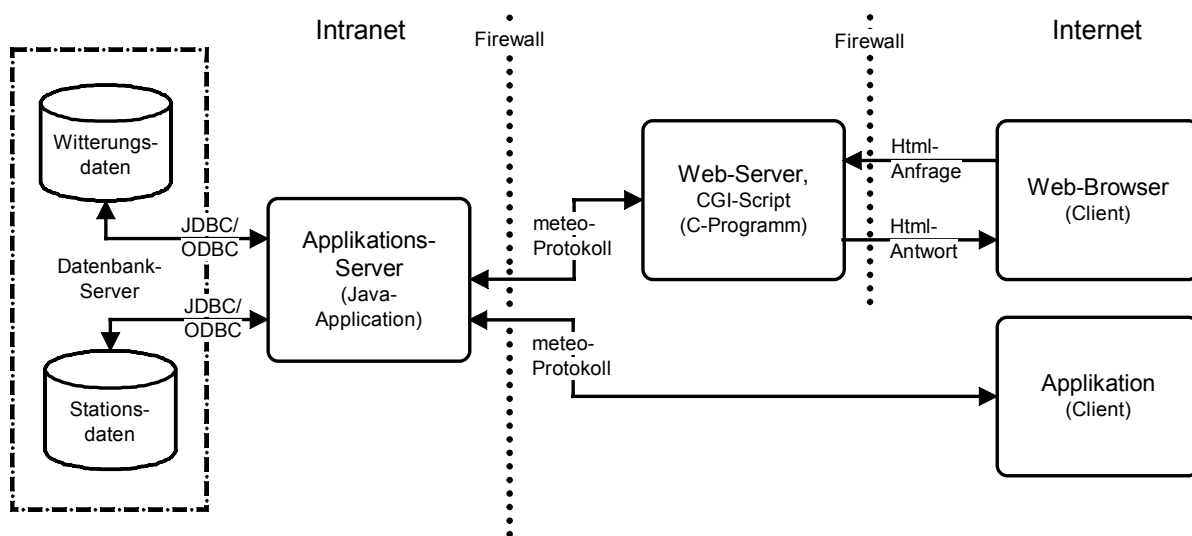 Intranet
Firewall
Firewall
Internet
Witterungs-
daten
JDBC/
ODBC
Datenbank-
Server
JDBC/
ODBC
Stations-
daten
Applikations-
Server
(Java-
Application)
meteo-
Protokoll
meteo-
Protokoll
Web-Server,
CGI-Script
(C-Programm)
Html-
Anfrage
Html-
Antwort
Web-Browser
(Client)
Applikation
(Client)